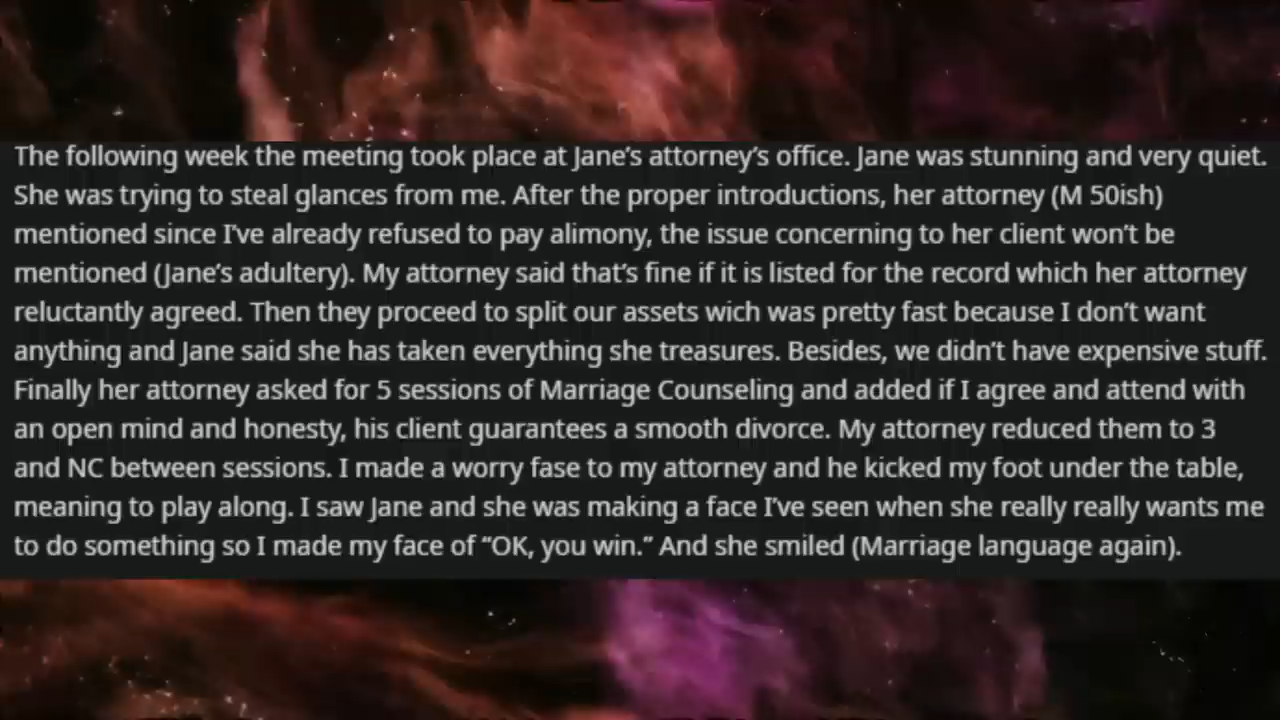 The following week the meeting took place at Jane’s attorney’s office. Jane was stunning and very quiet.
She was trying to steal glances from me. After the proper introductions, her attorney (M 50ish)
mentioned since I’ve already refused to pay alimony, the issue concerning to her client won’t be
mentioned (Jane’s adultery). My attorney said that’s fine if it is listed for the record which her attorney
reluctantly agreed. Then they proceed to split our assets wich was pretty fast because I don’t want
anything and Jane said she has taken everything she treasures. Besides, we didn’t have expensive stuff.
Finally her attorney asked for 5 sessions of Marriage Counseling and added if I agree and attend with
an open mind and honesty, his client guarantees a smooth divorce. My attorney reduced them to 3
and NC between sessions. I made a worry fase to my attorney and he kicked my foot under the table,
meaning to play along. I saw Jane and she was making a face I’ve seen when she really really wants me
to do something so I made my face of “OK, you win.” And she smiled (Marriage language again).